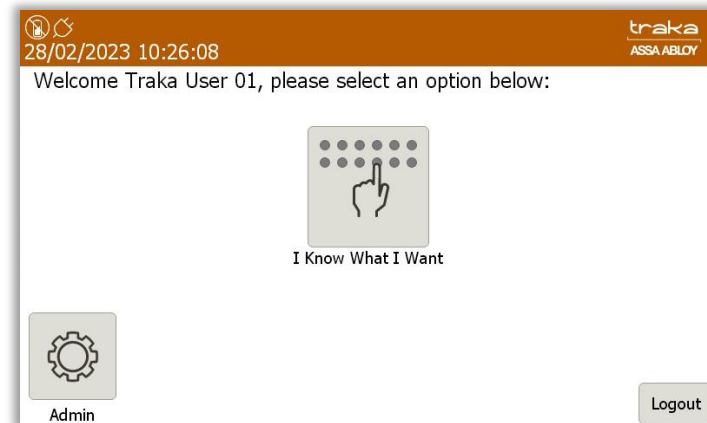 traka
28/02/2023 10:26:08
ASSA ABLOY
Welcome Traka User 01, please select an option below:
I Know What I Want
Admin
Logout